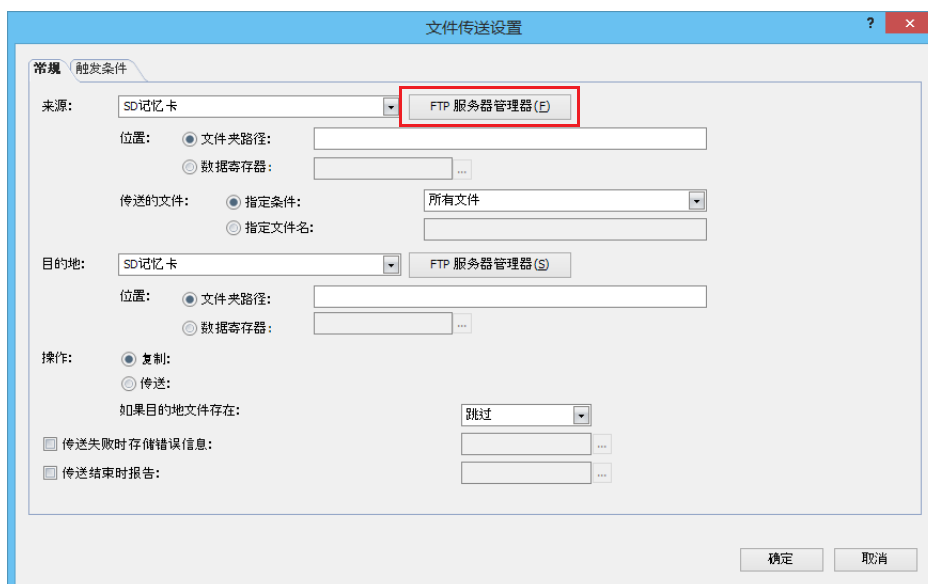 文件传送设置 ?
常规 触发条件
来源: SD记忆卡 FTP 服务器管理器(F)
位置: 文件夹路径:
数据寄存器: ...
传送的文件: 指定条件: 所有文件
指定文件名:
目的地: SD记忆卡 FTP 服务器管理器(S)
位置: 文件夹路径:
数据寄存器: ...
操作: 复制:
传送:
如果目的地文件存在: 跳过
传送失败时存储错误信息: ...
传送结束时报告: ...
确定 取消